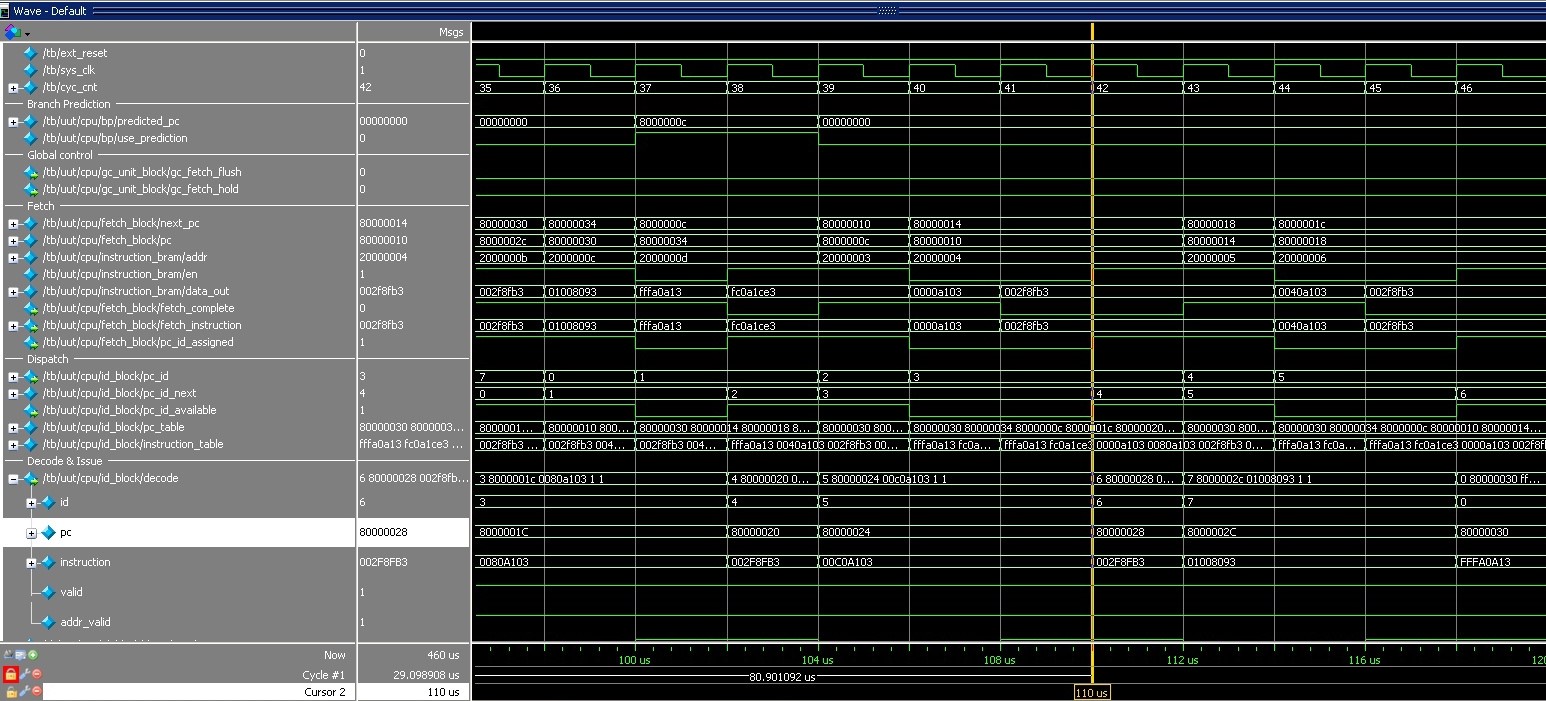 Wave - Default
Msgs
/tb/ext_reset 0
/tb/sys_clk 1
/tb/cyc_cnt 42 35 36 37 38 39 40 41 42 43 44 45 46
Branch Prediction
/tb/uut/cpu/bp/predicted_pc 00000000 00000000 8000000c 00000000
/tb/uut/cpu/bp/use_prediction 0
Global control
/tb/uut/cpu/gc_unit_block/gc_fetch_flush 0
/tb/uut/cpu/gc_unit_block/gc_fetch_hold 0
Fetch
/tb/uut/cpu/fetch_block/next_pc 80000014 80000030 80000034 8000000c 80000010 80000014 80000018 8000001c
/tb/uut/cpu/fetch_block/pc 80000010 8000002c 80000030 80000034 8000000c 80000010 80000014 80000018
/tb/uut/cpu/instruction_bram/addr 20000004 2000000b 2000000c 2000000d 20000003 20000004 20000005 20000006
/tb/uut/cpu/instruction_bram/en 1
/tb/uut/cpu/instruction_bram/data_out 002f8fb3 002f8fb3 01008093 fffa0a13 fc0a1ce3 0000a103 002f8fb3 0040a103 002f8fb3
/tb/uut/cpu/fetch_block/fetch_complete 0
/tb/uut/cpu/fetch_block/fetch_instruction 002f8fb3 002f8fb3 01008093 fffa0a13 fc0a1ce3 0000a103 002f8fb3 0040a103 002f8fb3
/tb/uut/cpu/fetch_block/pc_id_assigned 1
Dispatch
/tb/uut/cpu/id_block/pc_id 3 7 0 1 2 3 4 5
/tb/uut/cpu/id_block/pc_id_next 4 0 1 2 3 4 5 6
/tb/uut/cpu/id_block/pc_id_available 1
/tb/uut/cpu/id_block/pc_table 80000030 8000003... 8000001... 80000010 800... 80000030 80000014 80000018 8... 80000030 800... 80000030 80000034 8000000c 8000001c 80000020... 80000030 800... 80000030 80000034 8000000c 80000010 80000014...
/tb/uut/cpu/id_block/instruction_table fffa0a13 fc0a1ce3 ... 002f8fb3 ... 002f8fb3 004... 002f8fb3 004... fffa0a13 0040a103 002f8fb3 00... fffa0a13 fc0a... fffa0a13 fc0a1ce3 0000a103 0080a103 002f8fb3 0... fffa0a13 fc0a... fffa0a13 fc0a1ce3 0000a103 002f8f
Decode & Issue
/tb/uut/cpu/id_block/decode 6 80000028 002f8fb... 3 8000001c 0080a103 1 1 4 80000020 0... 5 80000024 00c0a103 1 1 6 80000028 0... 7 8000002c 01008093 1 1 0 80000030 ff...
id 6 3 4 5 6 7 0
pc 80000028 8000001C 80000020 80000024 80000028 8000002C 80000030
instruction 002F8FB3 0080A103 002F8FB3 00C0A103 002F8FB3 01008093 FFFA0A13
valid 1
addr_valid 1
Now 460 us 100 us 104 us 108 us 112 us 116 us 120
Cycle #1 29.098908 us 80.901092 us
Cursor 2 110 us 110 us